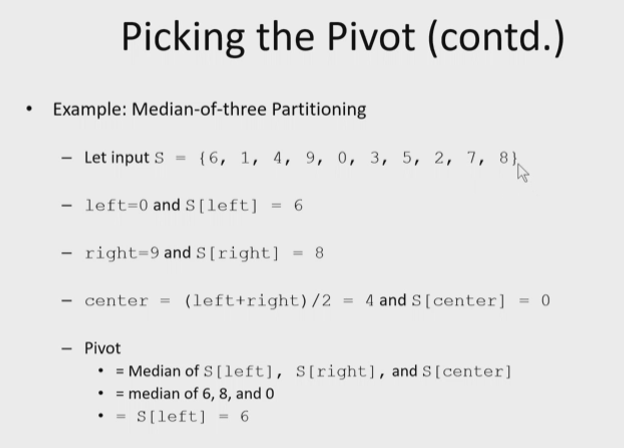 Picking the Pivot (contd.)
• Example: Median-of-three Partitioning
– Let input S = {6, 1, 4, 9, 0, 3, 5, 2, 7, 8}
– left=0 and S[left] = 6
– right=9 and S[right] = 8
– center = (left+right)/2 = 4 and S[center] = 0
– Pivot
• = Median of S[left], S[right], and S[center]
• = median of 6, 8, and 0
• = S[left] = 6